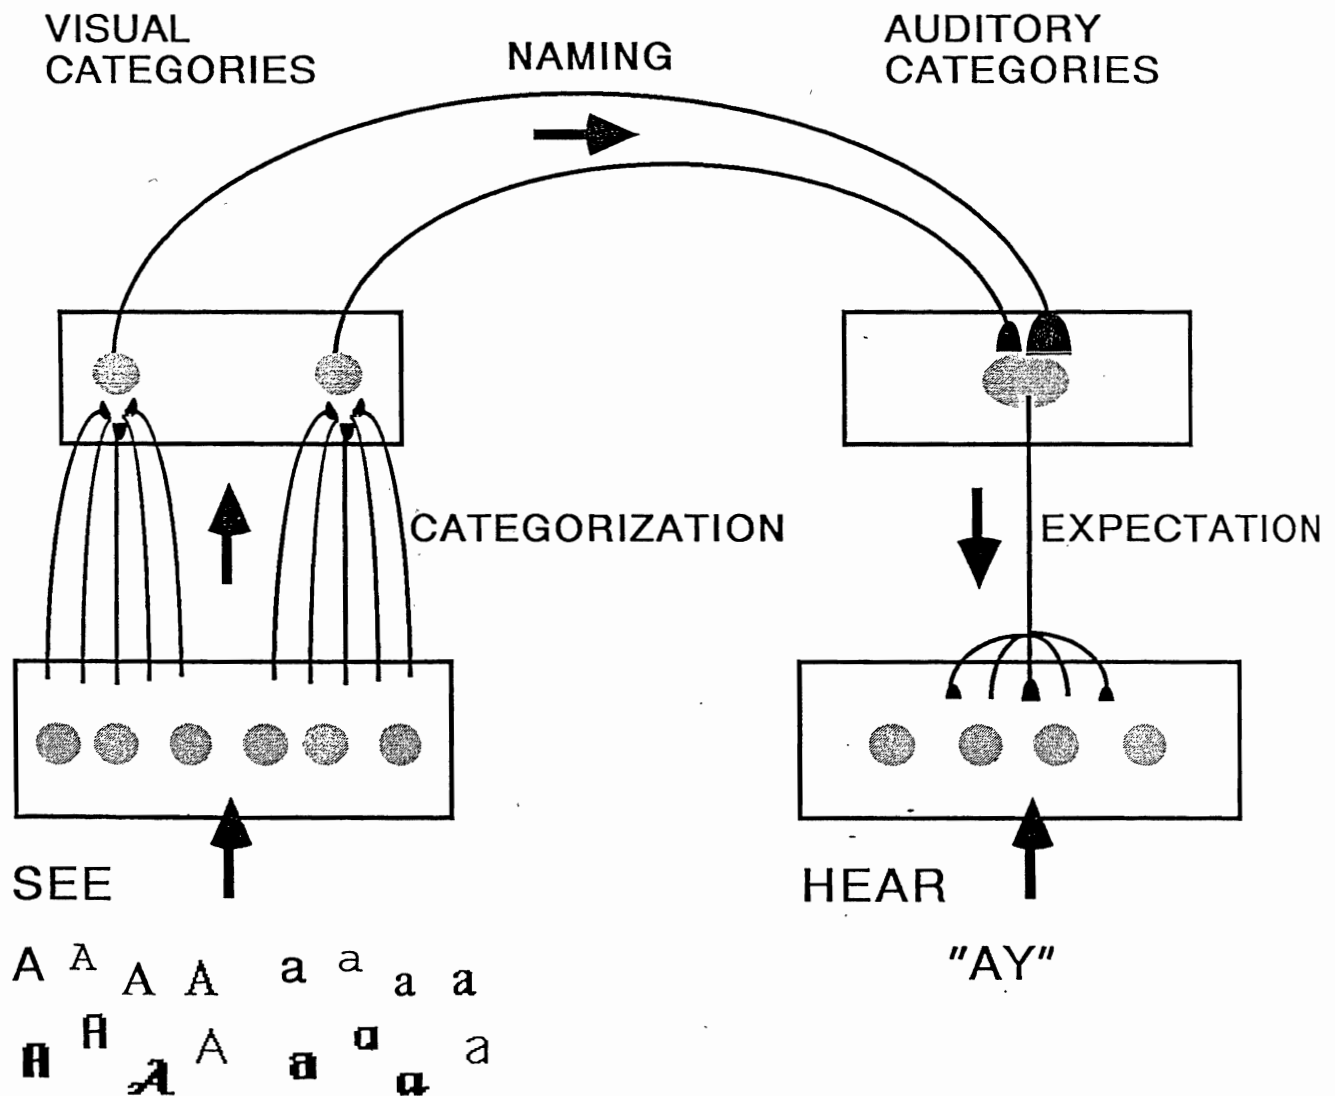 VISUAL
CATEGORIES
NAMING
AUDITORY
CATEGORIES
CATEGORIZATION
EXPECTATION
SEE
HEAR
A A A A a a a a
"AY"
A A A A a a a a